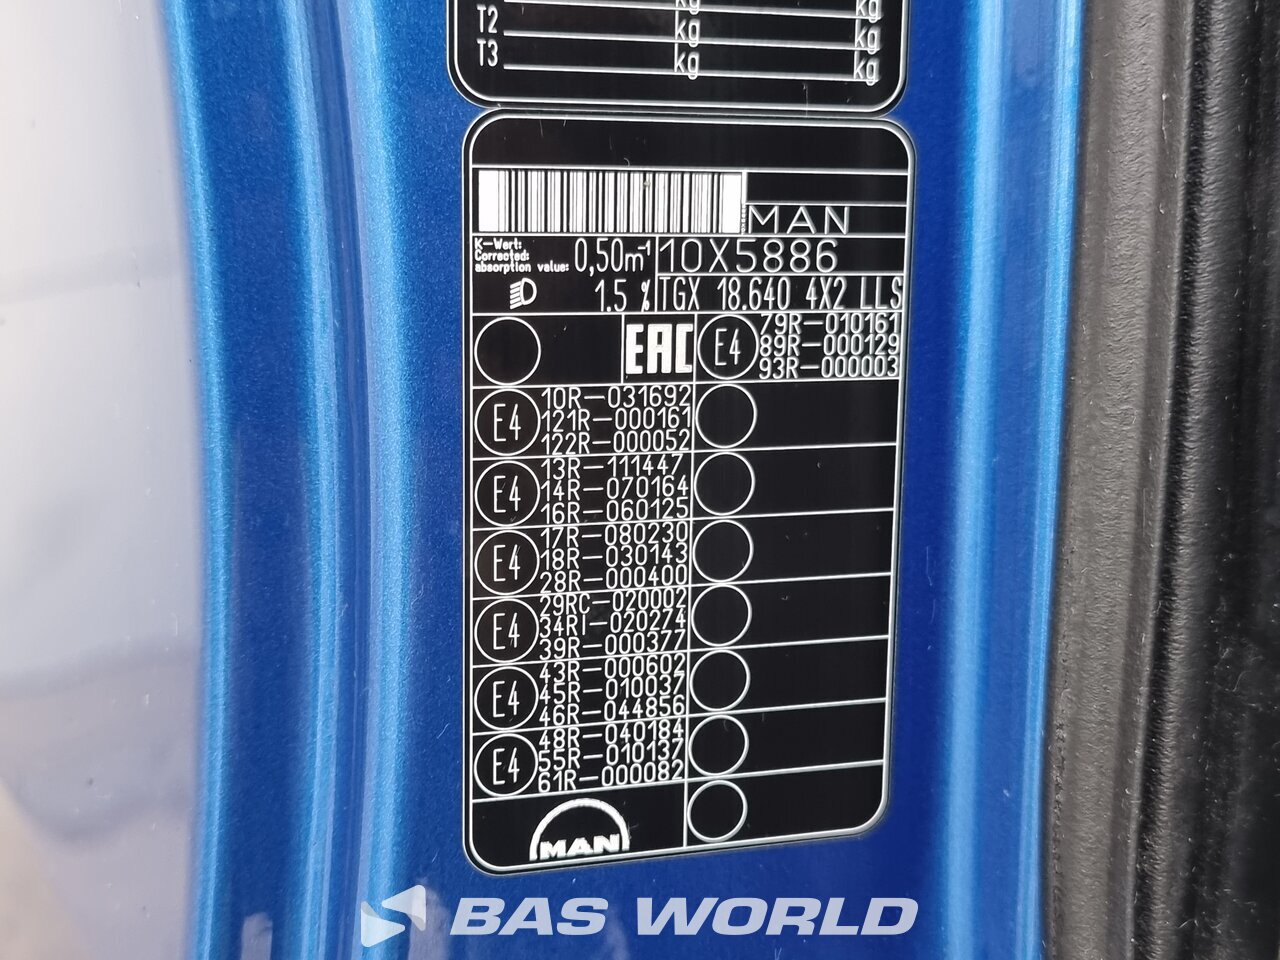 kg kg
T2 kg kg
T3 kg kg
MAN
K-Wert:
Corrected:
absorption value: 0,50m⁻¹ 10X5886
1.5 % TGX 18.640 4X2 LLS
EAC E4 79R-010161
89R-000129
93R-000003
E4 10R-031692
121R-000161
122R-000052
E4 13R-111447
14R-070164
16R-060125
E4 17R-080230
18R-030143
28R-000400
E4 29RC-020002
34RI-020274
39R-000377
E4 43R-000602
45R-010037
46R-044856
E4 48R-040184
55R-010137
61R-000082
MAN
BAS WORLD